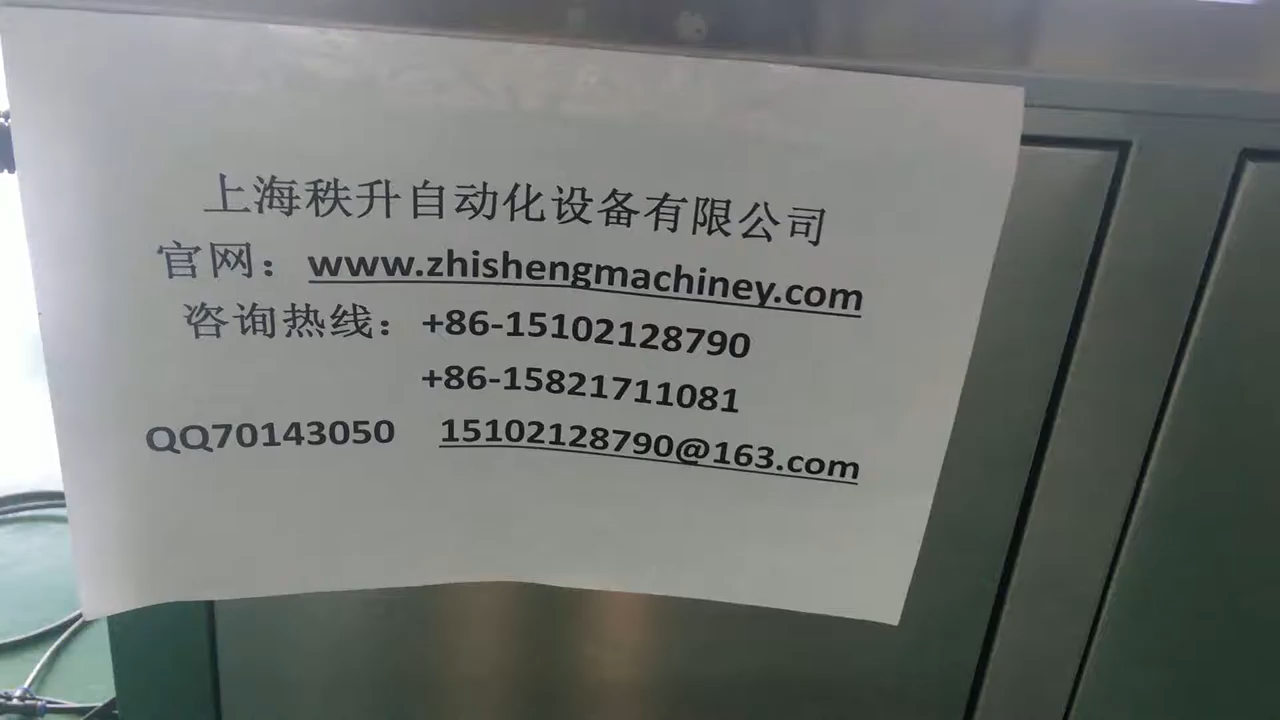 上海秩升自动化设备有限公司
官网：www.zhishengmachiney.com
咨询热线：+86-15102128790
+86-15821711081
QQ70143050 15102128790@163.com